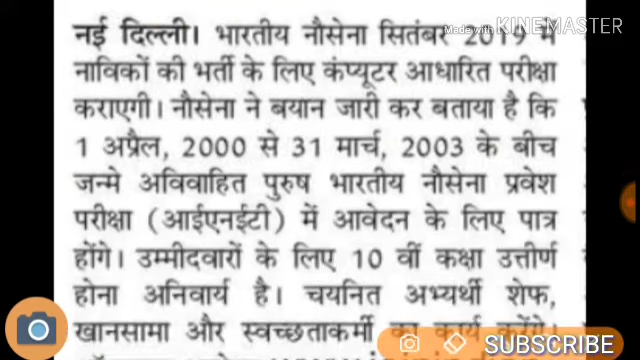 Made with KINEMASTER
नई दिल्ली। भारतीय नौसेना सितंबर 2019 में
नाविकों की भर्ती के लिए कंप्यूटर आधारित परीक्षा
कराएगी। नौसेना ने बयान जारी कर बताया है कि
1 अप्रैल, 2000 से 31 मार्च, 2003 के बीच
जन्मे अविवाहित पुरुष भारतीय नौसेना प्रवेश
परीक्षा (आईएनईटी) में आवेदन के लिए पात्र
होंगे। उम्मीदवारों के लिए 10 वीं कक्षा उत्तीर्ण
होना अनिवार्य है। चयनित अभ्यर्थी शेफ,
खानसामा और स्वच्छताकर्मी का कार्य करेंगे।
SUBSCRIBE